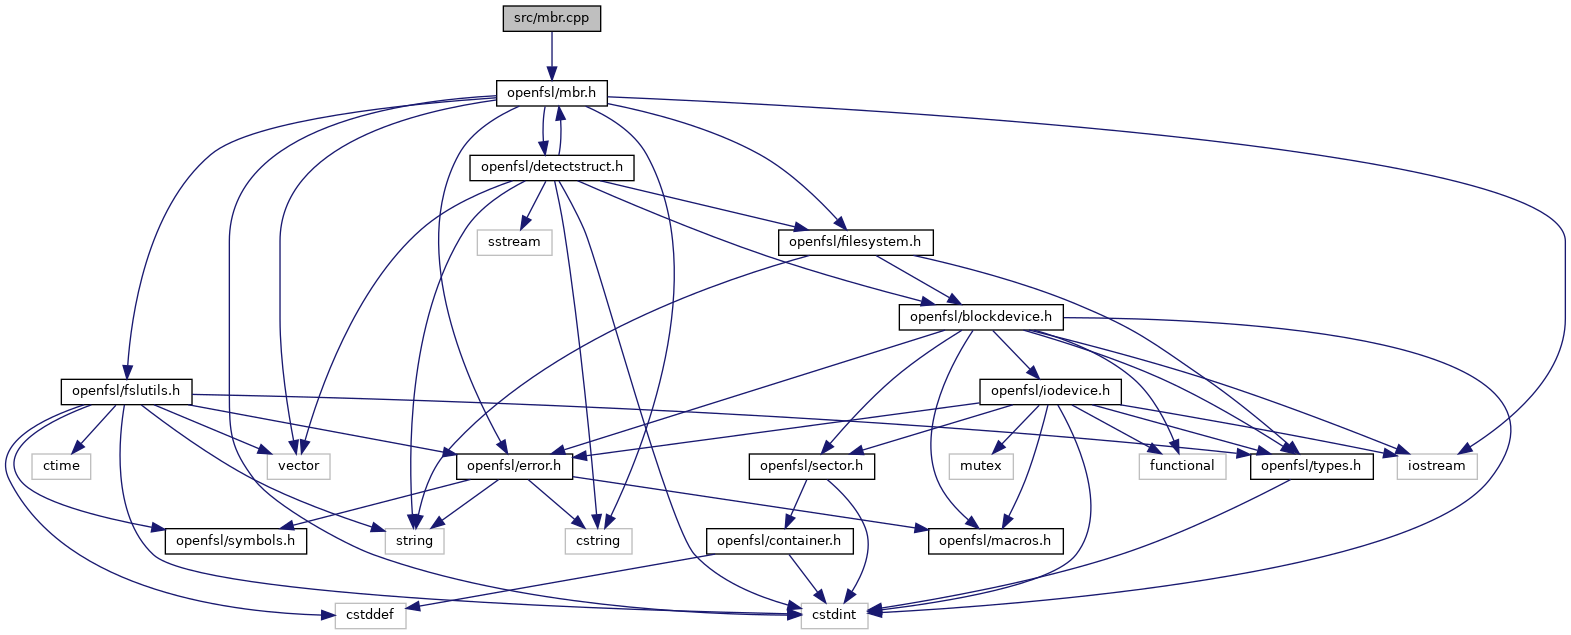 src/mbr.cpp
openfsl/mbr.h
openfsl/detectstruct.h
sstream
openfsl/filesystem.h
openfsl/blockdevice.h
openfsl/fslutils.h
openfsl/iodevice.h
ctime
vector
openfsl/error.h
openfsl/sector.h
mutex
functional
openfsl/types.h
iostream
openfsl/symbols.h
string
cstring
openfsl/container.h
openfsl/macros.h
cstddef
cstdint